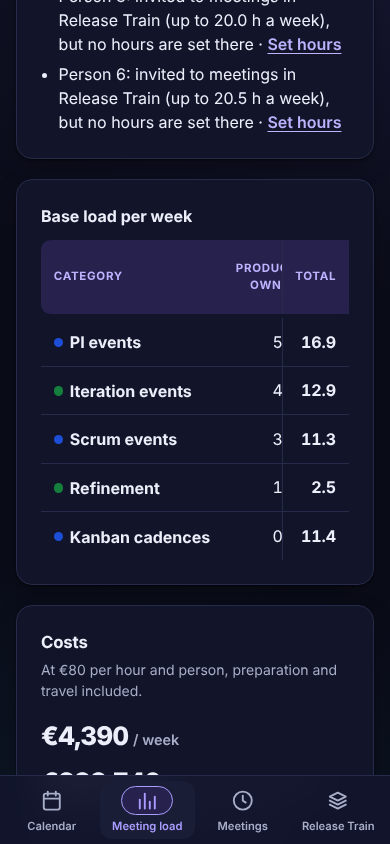 Release Train (up to 20.0 h a week),
but no hours are set there · Set hours
• Person 6: invited to meetings in
Release Train (up to 20.5 h a week),
but no hours are set there · Set hours
Base load per week
CATEGORY
OWN
TOTAL
PI events 5 16.9
Iteration events 4 12.9
Scrum events 3 11.3
Refinement 1 2.5
Kanban cadences 0 11.4
Costs
At €80 per hour and person, preparation and
travel included.
€4,390 / week
Calendar
Meeting load
Meetings
Release Train